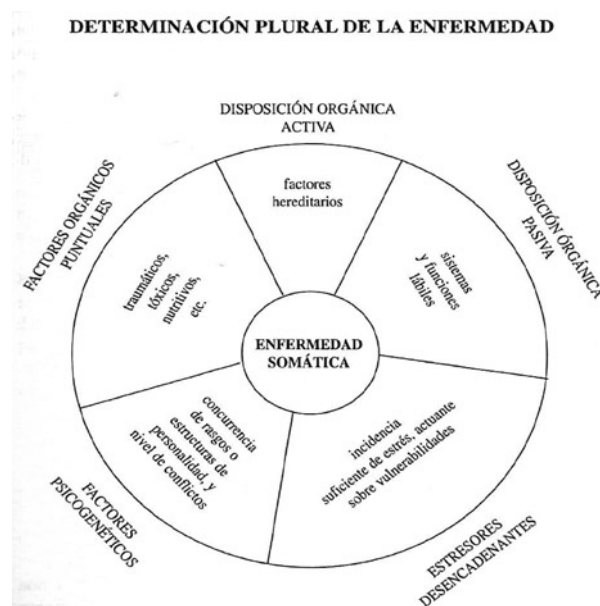 DETERMINACIÓN PLURAL DE LA ENFERMEDAD
DISPOSICIÓN ORGÁNICA
ACTIVA
factores
hereditarios
DISPOSICIÓN ÓRGÁNICA
PASIVA
sistemas
y funciones
lábiles
FACTORES ORGÁNICOS
PUNTUALES
traumáticos,
tóxicos,
nutritivos,
etc.
ENFERMEDAD
SOMÁTICA
concurrencia
de rasgos o
estructuras de
personalidad, y
nivel de conflictos
FACTORES
PSICOGENÉTICOS
incidencia
suficiente de estrés, actuante
sobre vulnerabilidades
ESTRESORES
DESENCADENANTES